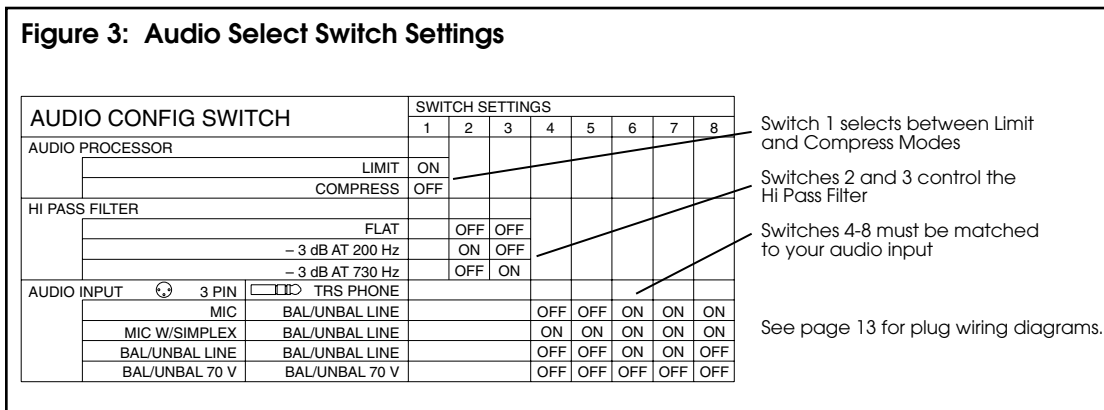 Figure 3: Audio Select Switch Settings
AUDIO CONFIG SWITCH
SWITCH SETTINGS
1 2 3 4 5 6 7 8
AUDIO PROCESSOR
LIMIT ON
COMPRESS OFF
HI PASS FILTER
FLAT OFF OFF
– 3 dB AT 200 Hz ON OFF
– 3 dB AT 730 Hz OFF ON
AUDIO INPUT 3 PIN TRS PHONE
MIC BAL/UNBAL LINE OFF OFF ON ON ON
MIC W/SIMPLEX BAL/UNBAL LINE ON ON ON ON ON
BAL/UNBAL LINE BAL/UNBAL LINE OFF OFF ON ON OFF
BAL/UNBAL 70 V BAL/UNBAL 70 V OFF OFF OFF OFF OFF
Switch 1 selects between Limit
and Compress Modes
Switches 2 and 3 control the
Hi Pass Filter
Switches 4-8 must be matched
to your audio input
See page 13 for plug wiring diagrams.